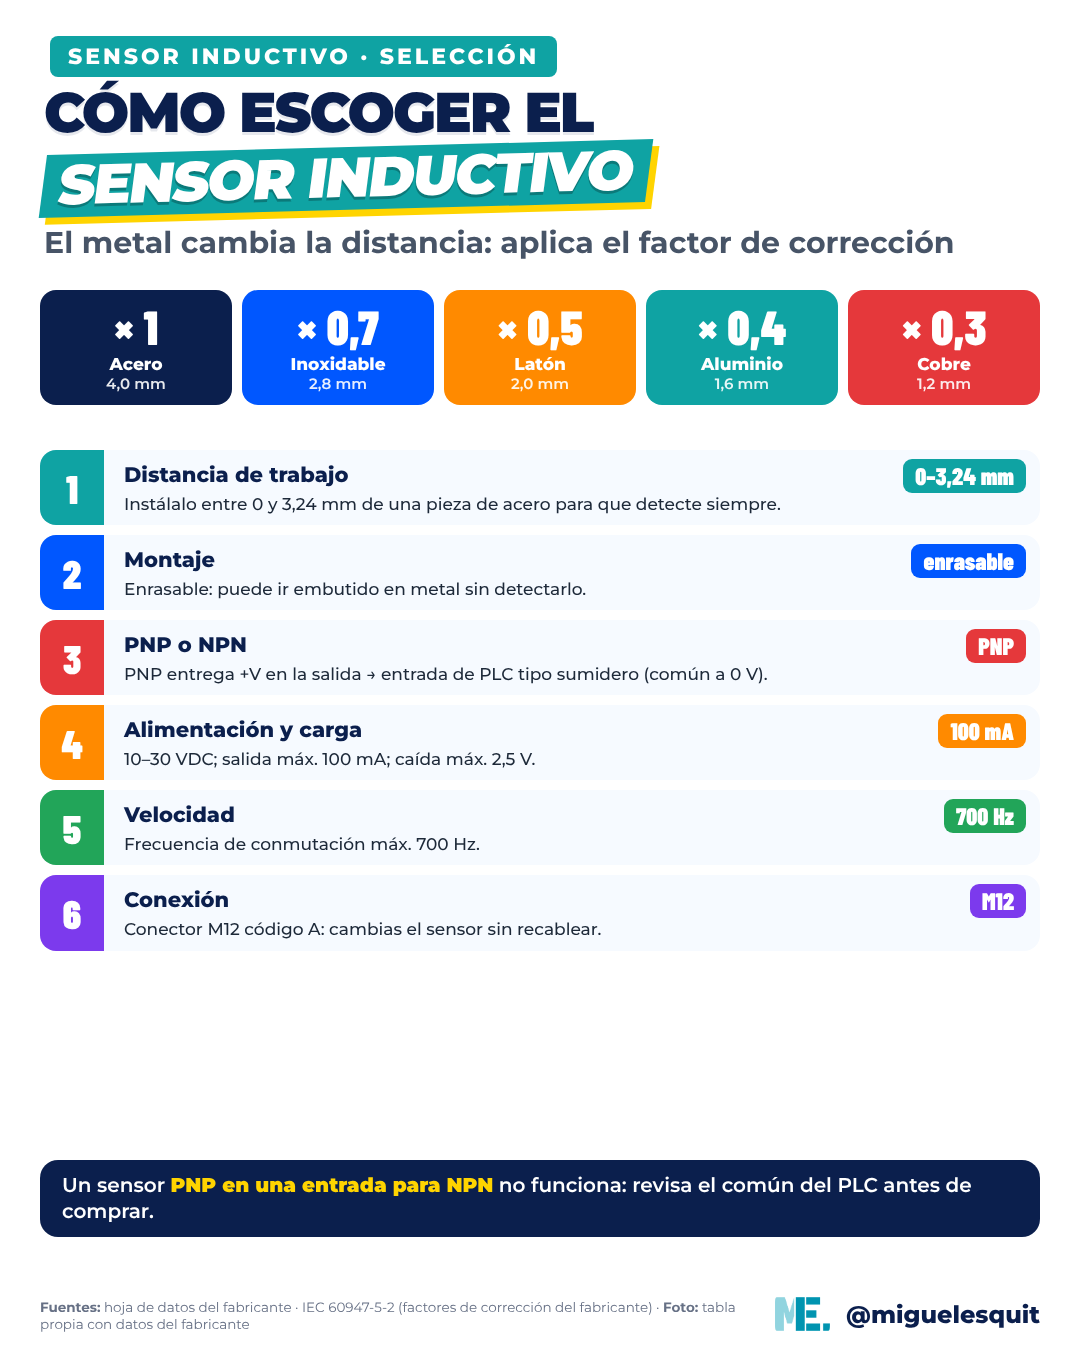 SENSOR INDUCTIVO · SELECCIÓN
CÓMO ESCOGER EL
SENSOR INDUCTIVO
El metal cambia la distancia: aplica el factor de corrección
× 1
Acero
4,0 mm
× 0,7
Inoxidable
2,8 mm
× 0,5
Latón
2,0 mm
× 0,4
Aluminio
1,6 mm
× 0,3
Cobre
1,2 mm
1
Distancia de trabajo
0–3,24 mm
Instálalo entre 0 y 3,24 mm de una pieza de acero para que detecte siempre.
2
Montaje
enrasable
Enrasable: puede ir embutido en metal sin detectarlo.
3
PNP o NPN
PNP
PNP entrega +V en la salida → entrada de PLC tipo sumidero (común a 0 V).
4
Alimentación y carga
100 mA
10–30 VDC; salida máx. 100 mA; caída máx. 2,5 V.
5
Velocidad
700 Hz
Frecuencia de conmutación máx. 700 Hz.
6
Conexión
M12
Conector M12 código A: cambias el sensor sin recablear.
Un sensor PNP en una entrada para NPN no funciona: revisa el común del PLC antes de
comprar.
Fuentes: hoja de datos del fabricante · IEC 60947-5-2 (factores de corrección del fabricante) · Foto: tabla
propia con datos del fabricante
ME.
@miguelesquit